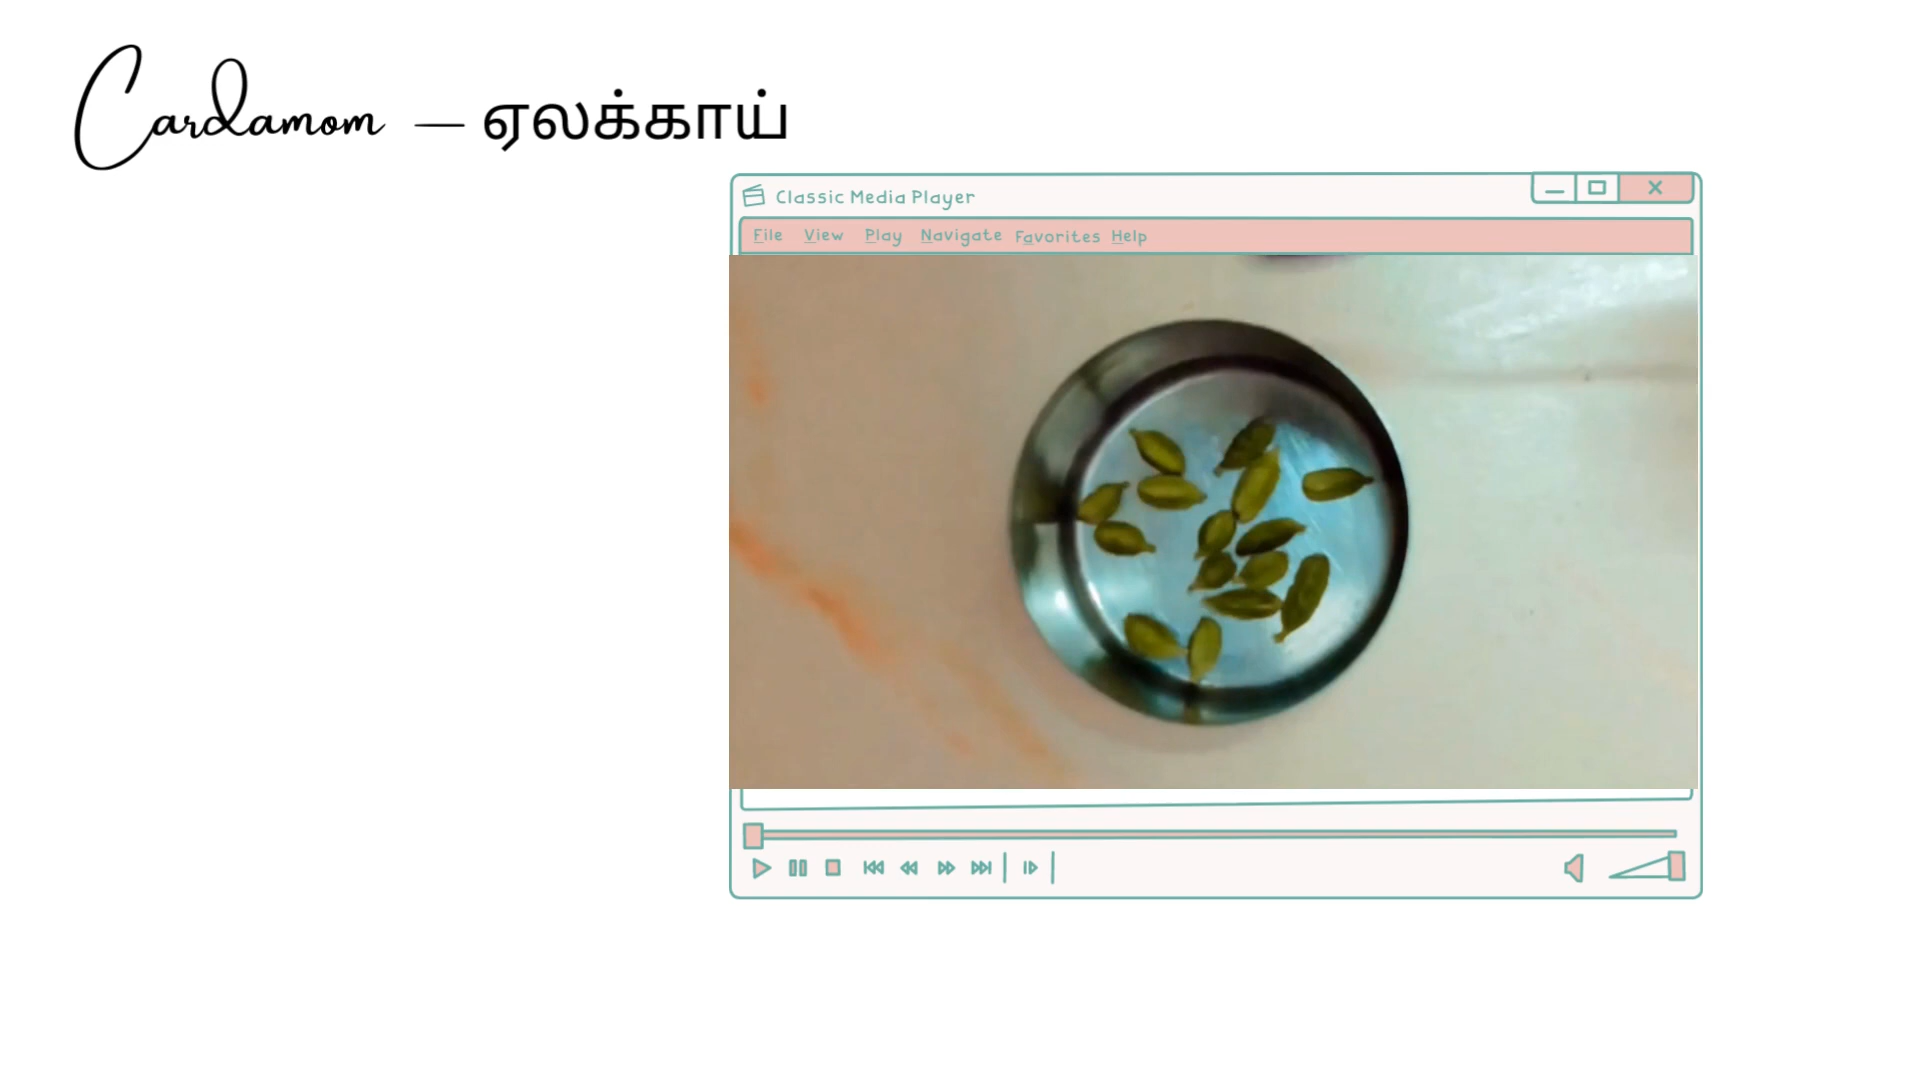 Cardamom — ஏலக்காய்
Classic Media Player
File View Play Navigate Favorites Help